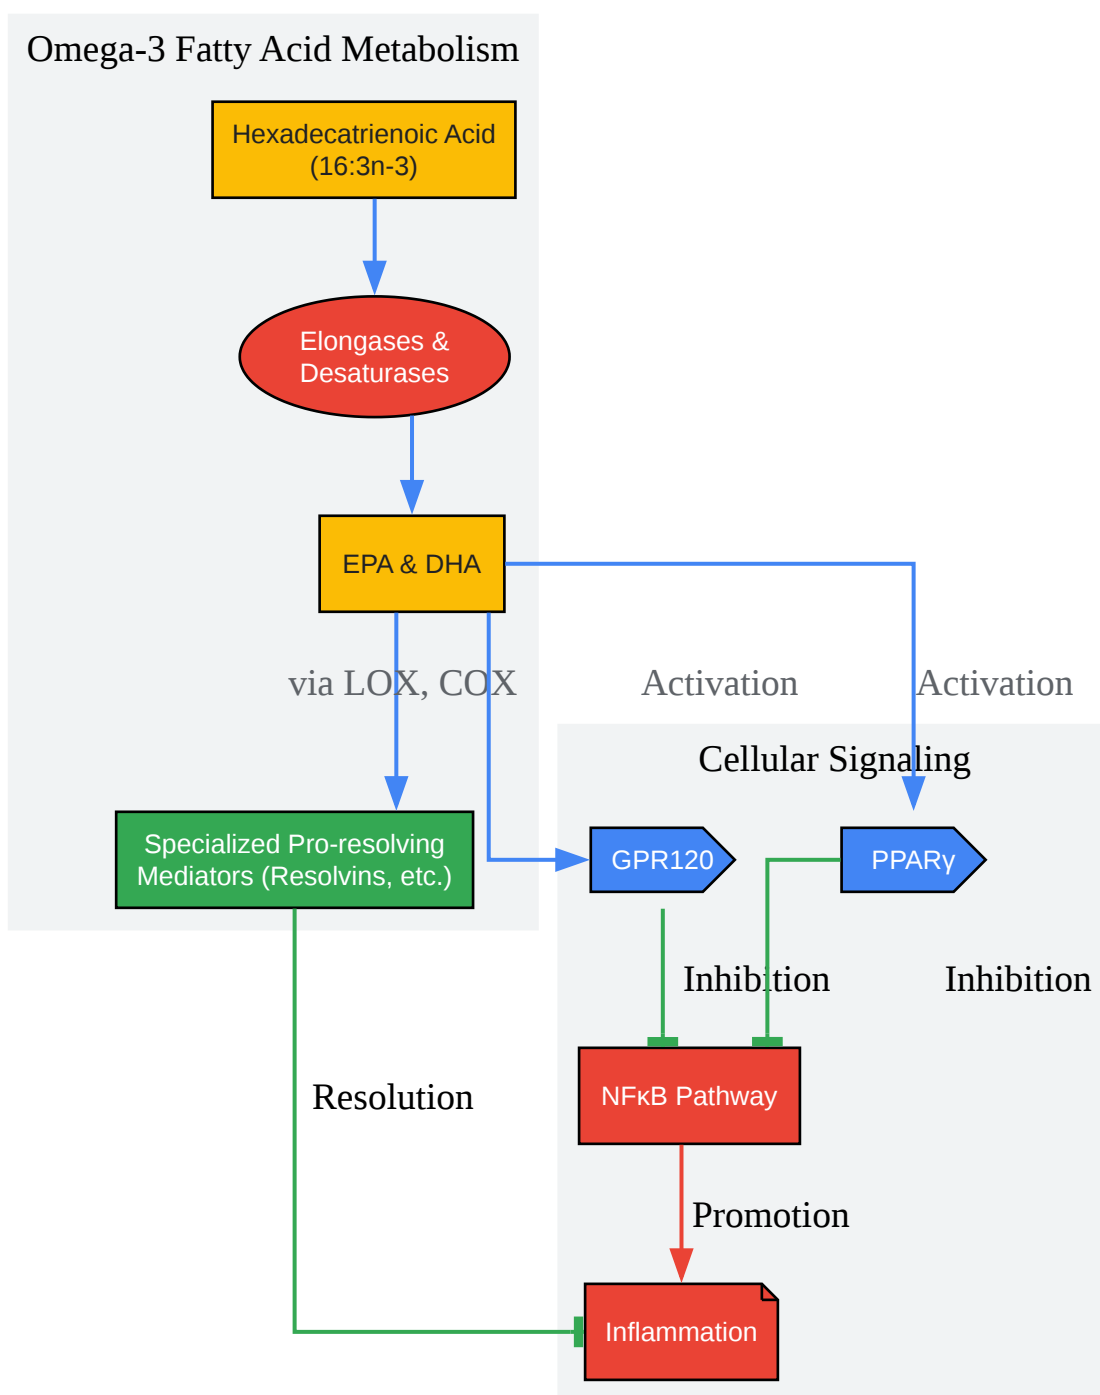 Omega-3 Fatty Acid Metabolism
Hexadecatrienoic Acid
(16:3n-3)
Elongases &
Desaturases
EPA & DHA
via LOX, COX
Activation
Activation
Cellular Signaling
Specialized Pro-resolving
Mediators (Resolvins, etc.)
GPR120
PPARγ
Inhibition
Inhibition
NFκB Pathway
Resolution
Promotion
Inflammation